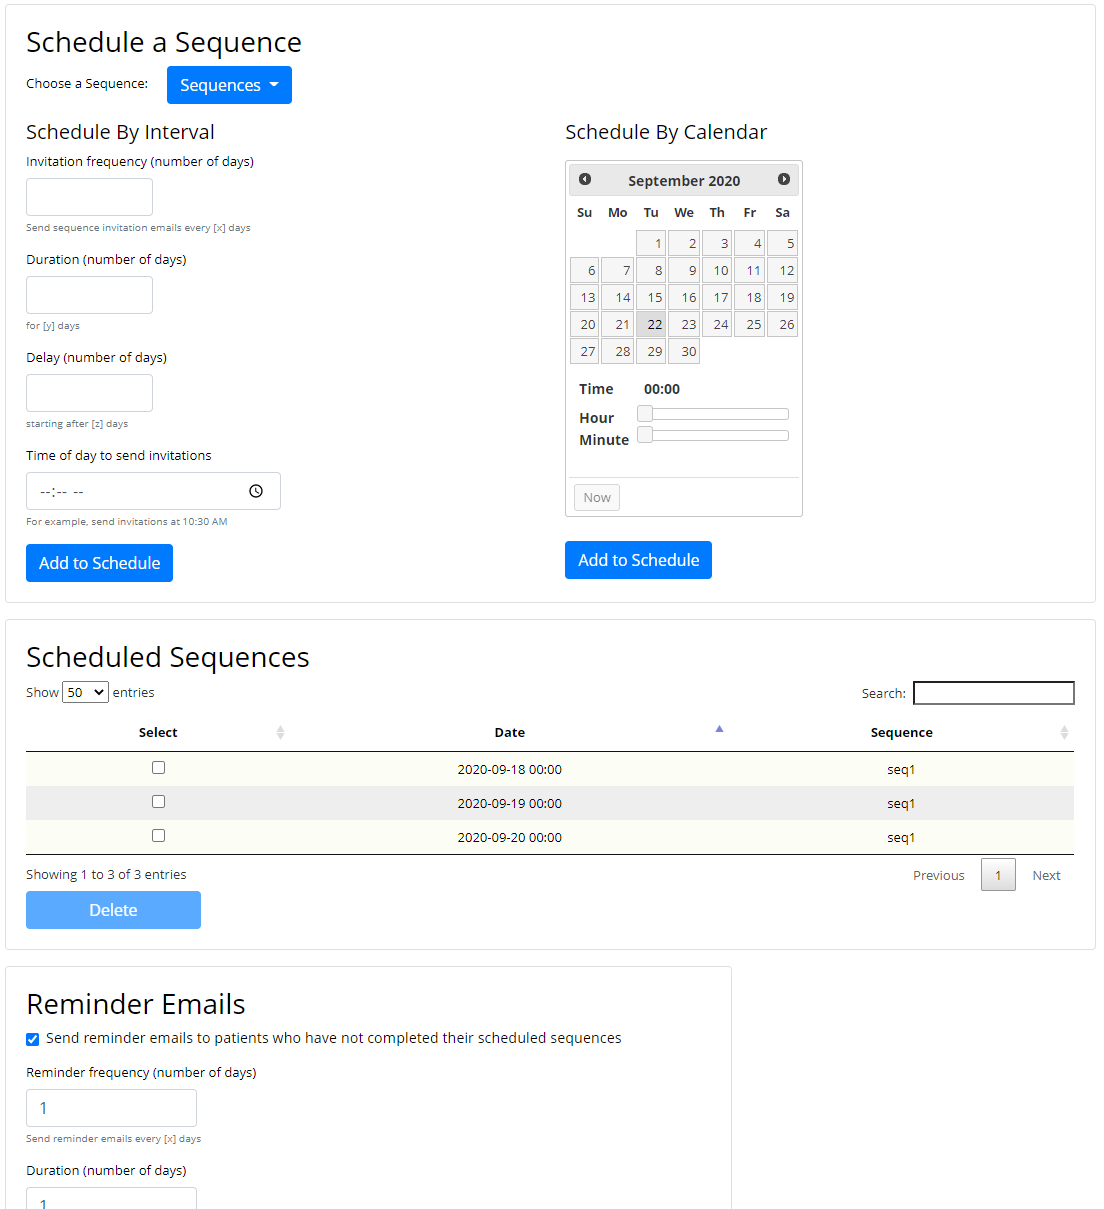 Schedule a Sequence
Choose a Sequence: Sequences
Schedule By Interval
Invitation frequency (number of days)
Send sequence invitation emails every [x] days
Duration (number of days)
for [y] days
Delay (number of days)
starting after [z] days
Time of day to send invitations
--:-- --
For example, send invitations at 10:30 AM
Add to Schedule
Schedule By Calendar
September 2020
Su Mo Tu We Th Fr Sa
1 2 3 4 5
6 7 8 9 10 11 12
13 14 15 16 17 18 19
20 21 22 23 24 25 26
27 28 29 30
Time 00:00
Hour
Minute
Now
Add to Schedule
Scheduled Sequences
Show 50 entries Search:
Select Date Sequence
2020-09-18 00:00 seq1
2020-09-19 00:00 seq1
2020-09-20 00:00 seq1
Showing 1 to 3 of 3 entries Previous 1 Next
Delete
Reminder Emails
Send reminder emails to patients who have not completed their scheduled sequences
Reminder frequency (number of days)
1
Send reminder emails every [x] days
Duration (number of days)
1